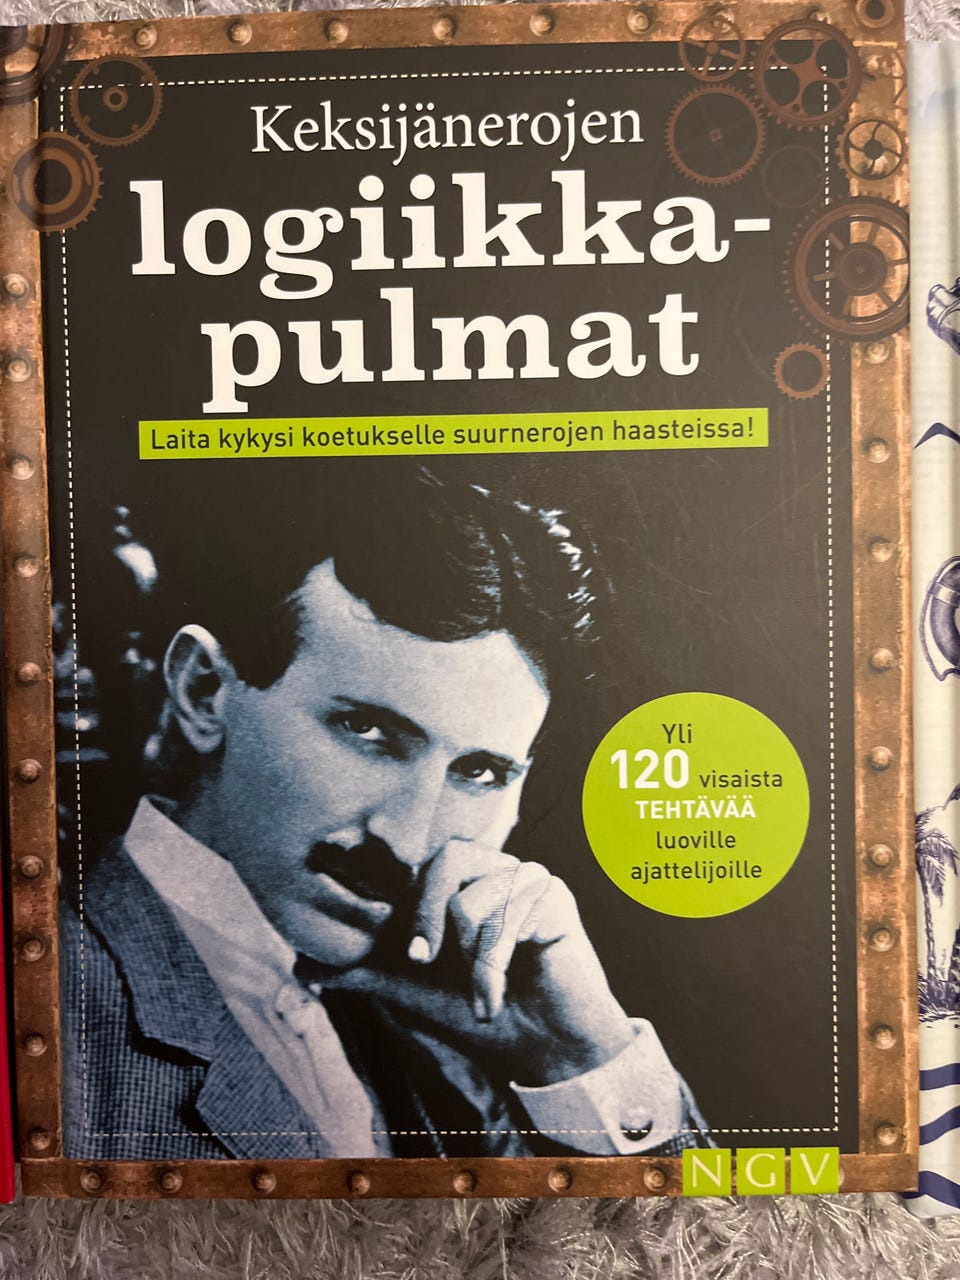 Keksijänerojen
logiikka-
pulmat
Laita kykysi koetukselle suurnerojen haasteissa!
Yli
120 visaista
TEHTÄVÄÄ
luoville
ajattelijoille
NGV